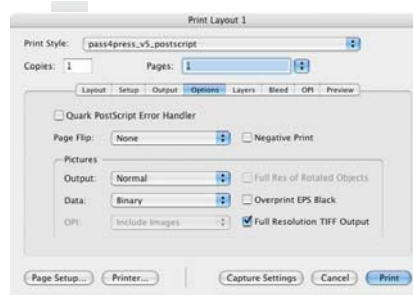 Print Layout 1
Print Style: pass4press_v5_postscript
Copies: 1 Pages: 1
Layout Setup Output Options Layers Bleed OPI Preview
Quark PostScript Error Handler
Page Flip: None Negative Print
Pictures
Output: Normal Full Res of Rotated Objects
Data: Binary Overprint EPS Black
OPI: Include Images Full Resolution TIFF Output
Page Setup... Printer... Capture Settings Cancel Print